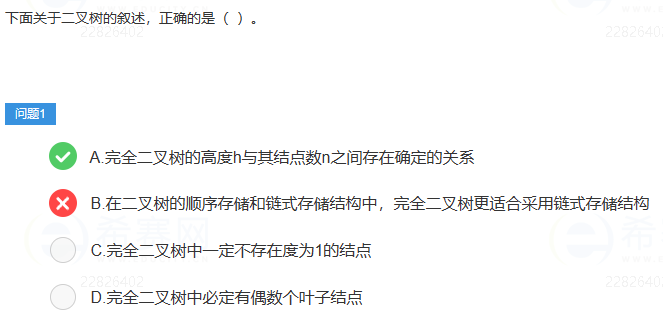 下面关于二叉树的叙述，正确的是（ ）。
22826402
问题1
A.完全二叉树的高度h与其结点数n之间存在确定的关系
B.在二叉树的顺序存储和链式存储结构中，完全二叉树更适合采用链式存储结构
希赛网
希
C.完全二叉树中一定不存在度为1的结点
22826402
22826402
D.完全二叉树中必定有偶数个叶子结点